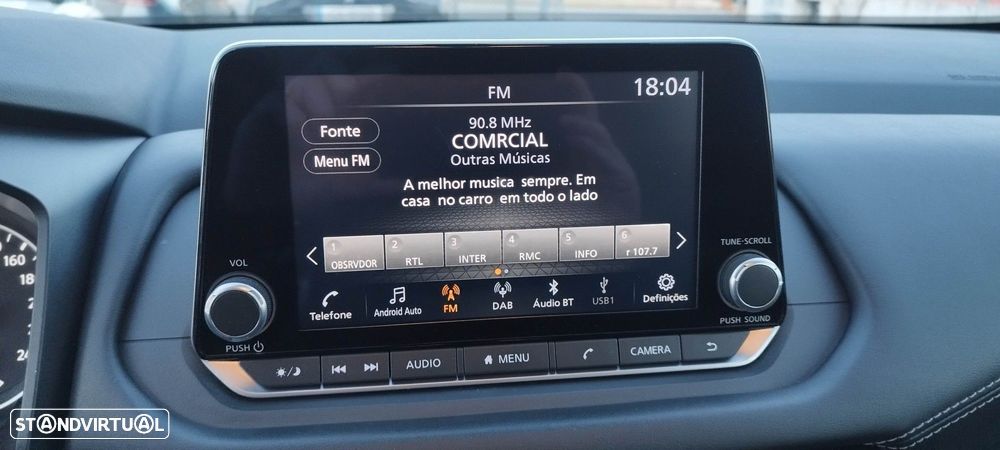 FM
18:04
Fonte
Menu FM
90.8 MHz
COMRCIAL
Outras Músicas
A melhor musica sempre. Em
casa no carro em todo o lado
1 OBSRVDOR
2 RTL
3 INTER
4 RMC
5 INFO
6 r 107.7
Telefone
Android Auto
FM
DAB
Áudio BT
USB1
Definições
VOL
PUSH
TUNE-SCROLL
PUSH SOUND
AUDIO
MENU
CAMERA
160
24
STANDVIRTUAL